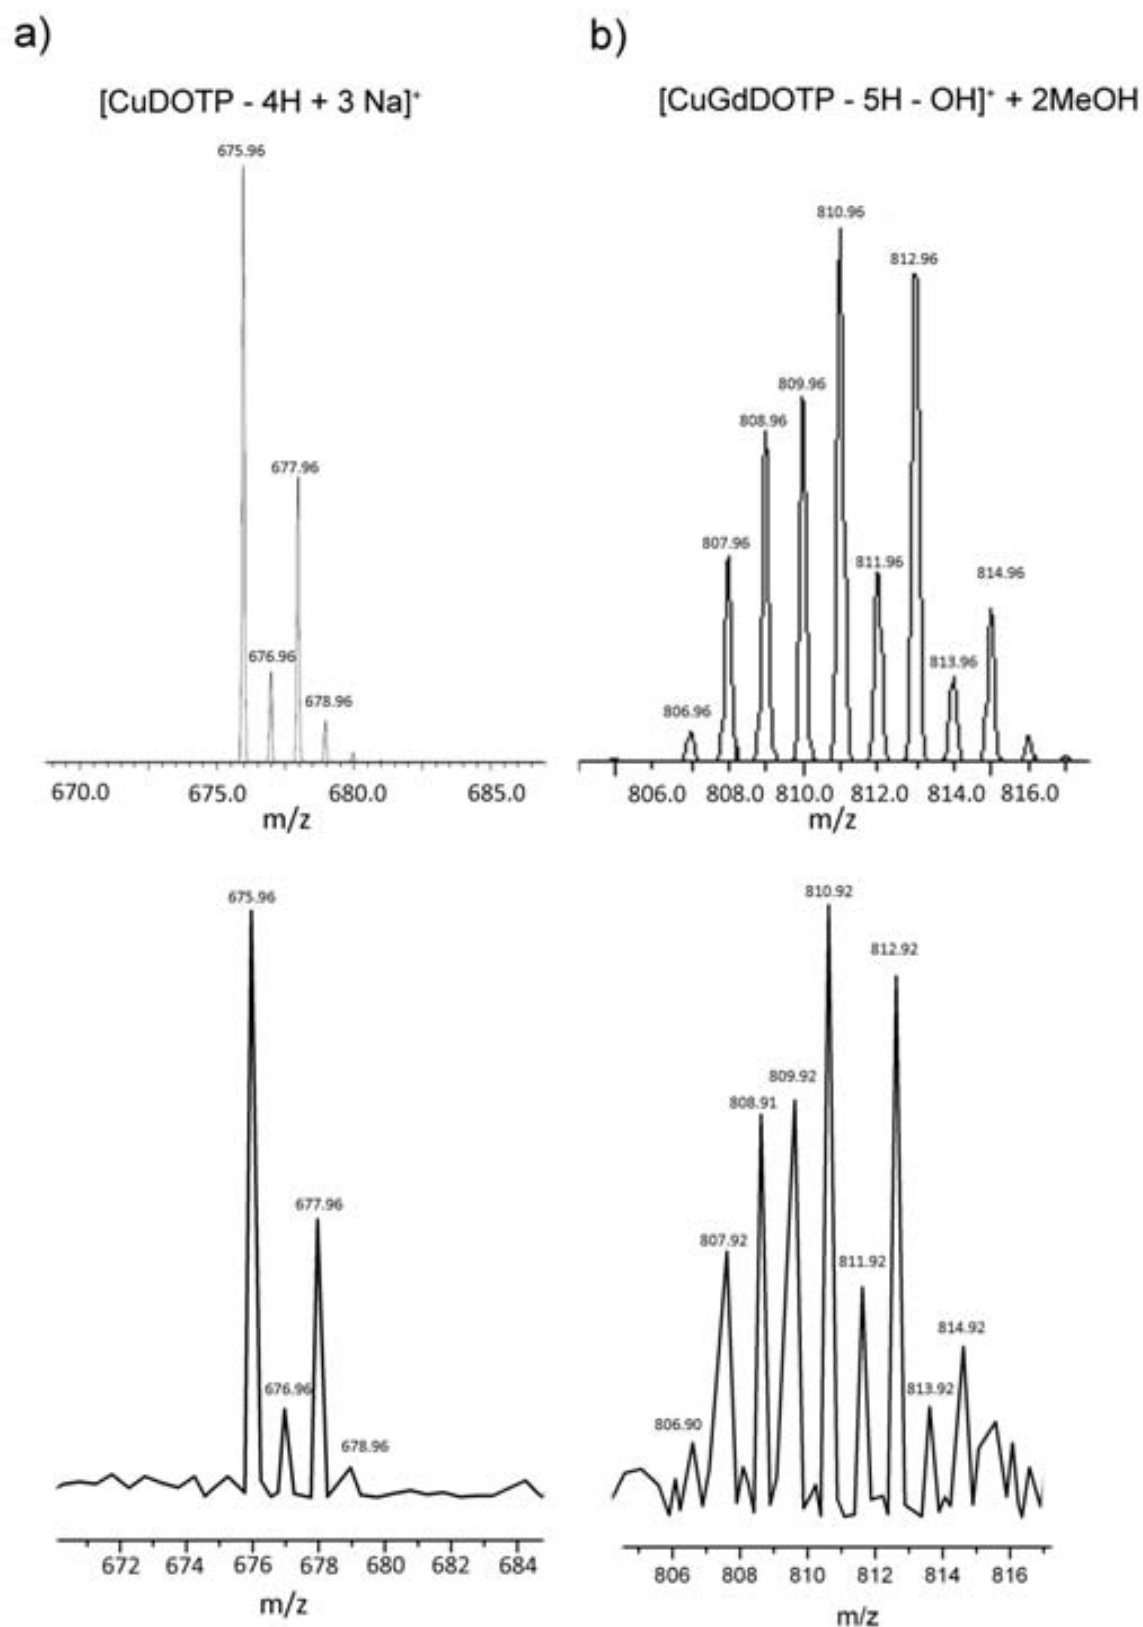 a)
b)
[CuDOTP - 4H + 3 Na]⁺
[CuGdDOTP - 5H - OH]⁺ + 2MeOH
675.96
677.96
676.96
678.96
670.0 675.0 680.0 685.0
m/z
810.96
812.96
809.96
808.96
807.96
811.96
814.96
813.96
806.96
806.0 808.0 810.0 812.0 814.0 816.0
m/z
675.96
677.96
676.96
678.96
672 674 676 678 680 682 684
m/z
810.92
812.92
809.92
808.91
807.92
811.92
814.92
813.92
806.90
806 808 810 812 814 816
m/z